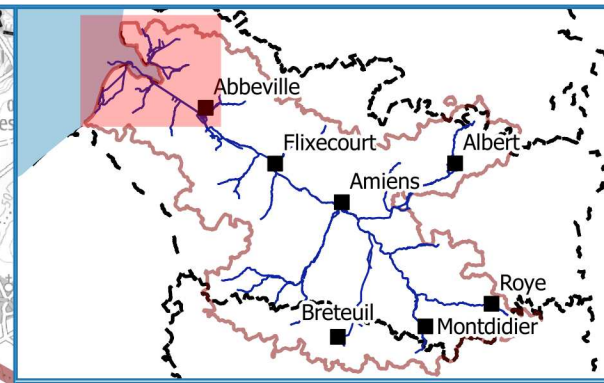 Abbeville
Flixecourt
Albert
Amiens
Roye
Breteuil
Montdidier